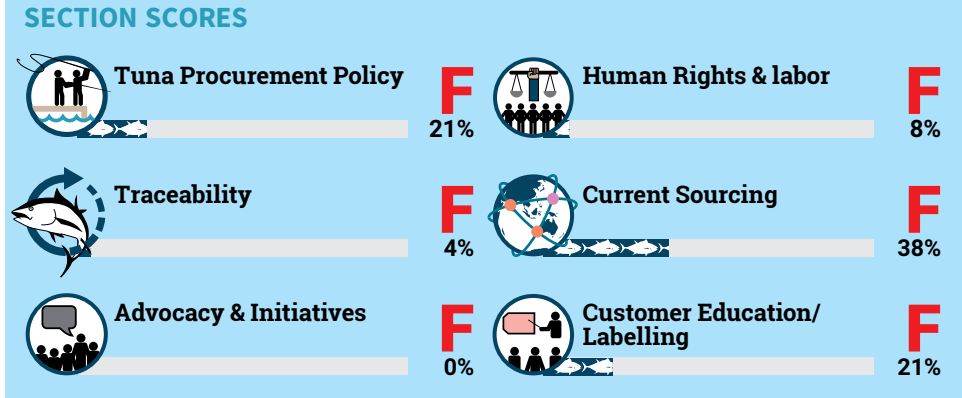 SECTION SCORES
Tuna Procurement Policy
F
21%
Human Rights & labor
F
8%
Traceability
F
4%
Current Sourcing
F
38%
Advocacy & Initiatives
F
0%
Customer Education/
Labelling
F
21%